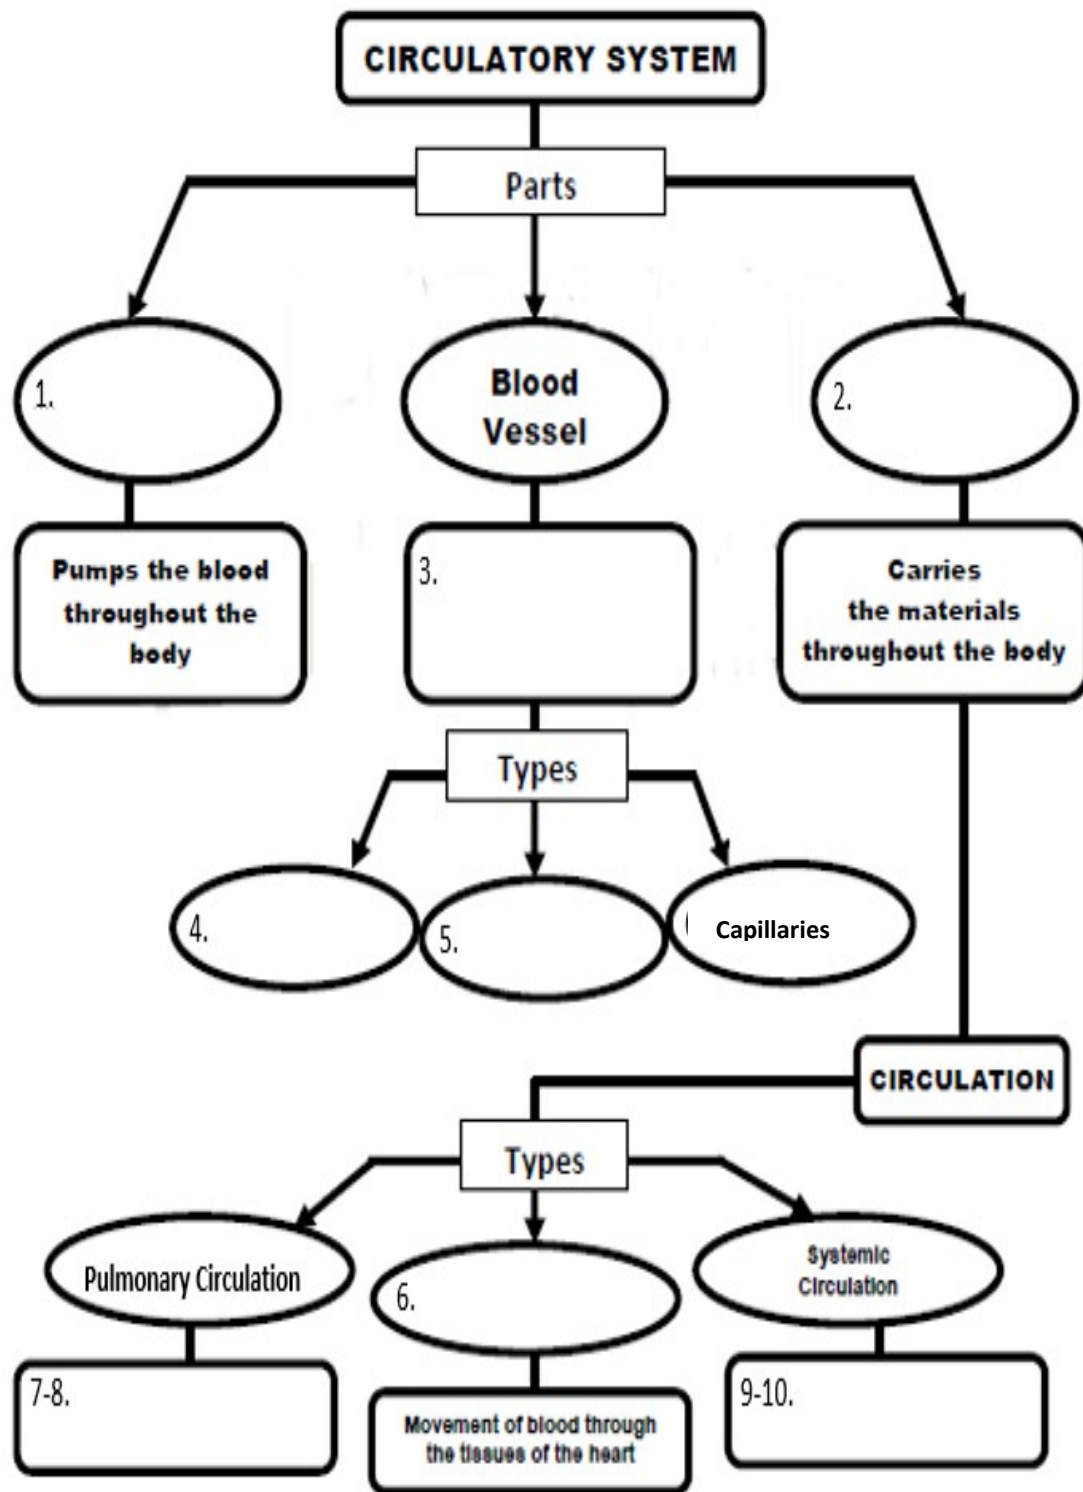 CIRCULATORY SYSTEM
Parts
1.
Blood
Vessel
2.
Pumps the blood
throughout the
body
3.
Carries
the materials
throughout the body
Types
4.
5.
Capillaries
CIRCULATION
Types
Pulmonary Circulation
6.
Systemic
Circulation
7-8.
Movement of blood through
the tissues of the heart
9-10.